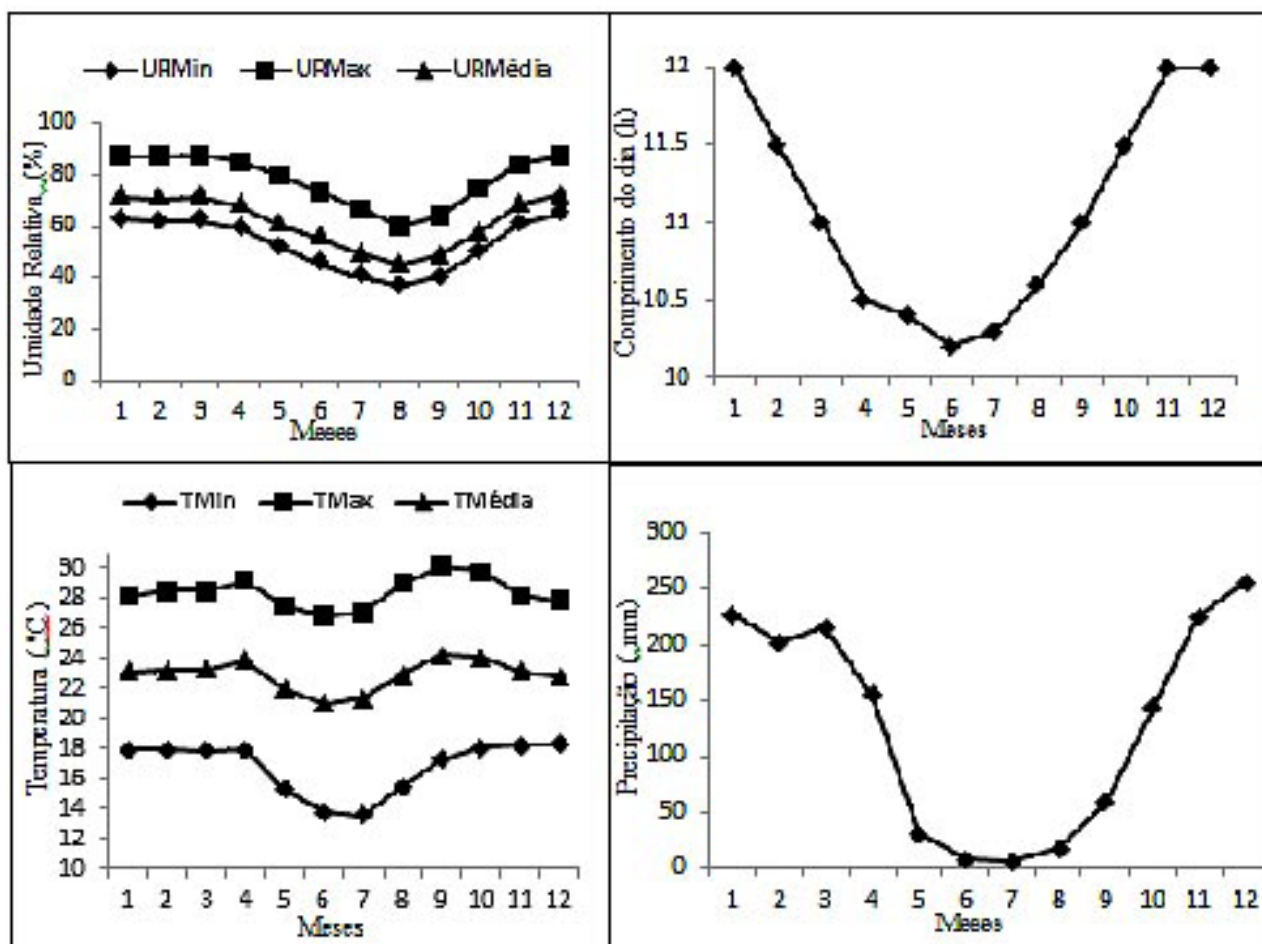 URMin URMax URMédia
Umidade Relativa (%)
100
80
60
40
20
0
1 2 3 4 5 6 7 8 9 10 11 12
Meses
Comprimento do dia (h)
12
11.5
11
10.5
10
1 2 3 4 5 6 7 8 9 10 11 12
Meses
TMin TMax TMédia
Temperatura (°C)
30
28
26
24
22
20
18
16
14
12
10
1 2 3 4 5 6 7 8 9 10 11 12
Meses
Precipitação (mm)
300
250
200
150
100
50
0
1 2 3 4 5 6 7 8 9 10 11 12
Meses